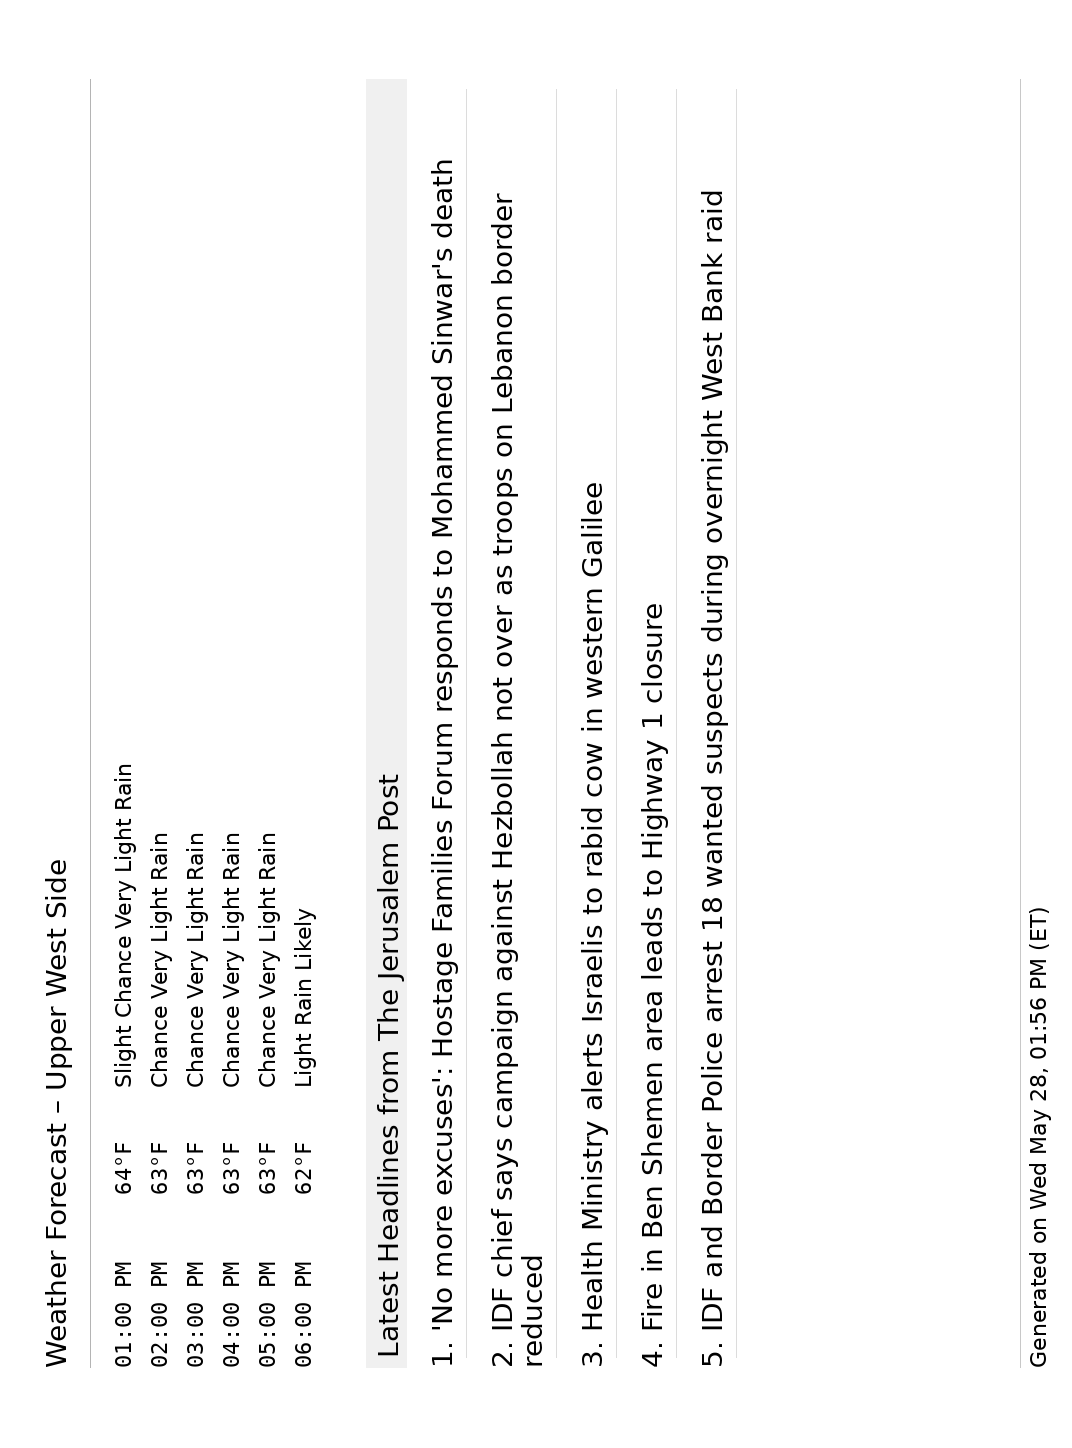 Weather Forecast – Upper West Side
01:00 PM 64°F Slight Chance Very Light Rain
02:00 PM 63°F Chance Very Light Rain
03:00 PM 63°F Chance Very Light Rain
04:00 PM 63°F Chance Very Light Rain
05:00 PM 63°F Chance Very Light Rain
06:00 PM 62°F Light Rain Likely
Latest Headlines from The Jerusalem Post
1. 'No more excuses': Hostage Families Forum responds to Mohammed Sinwar's death
2. IDF chief says campaign against Hezbollah not over as troops on Lebanon border
reduced
3. Health Ministry alerts Israelis to rabid cow in western Galilee
4. Fire in Ben Shemen area leads to Highway 1 closure
5. IDF and Border Police arrest 18 wanted suspects during overnight West Bank raid
Generated on Wed May 28, 01:56 PM (ET)